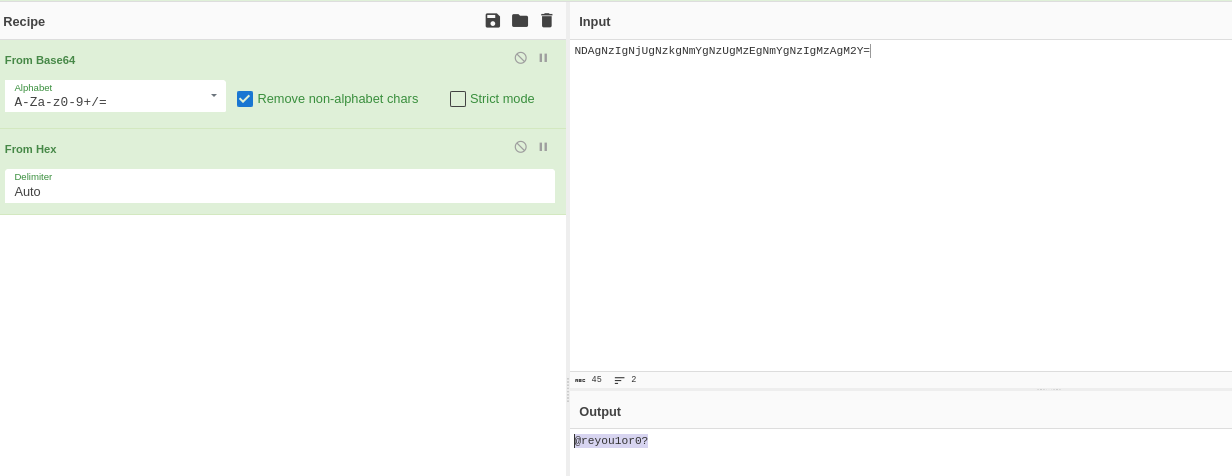 Recipe
From Base64
Alphabet
A-Za-z0-9+/=
Remove non-alphabet chars
Strict mode
From Hex
Delimiter
Auto
Input
NDAgNzIgNjUgNzkgNmYgNzUgMzEgNmYgNzIgMzAgM2Y=
ABC 45 2
Output
@reyou1or0?